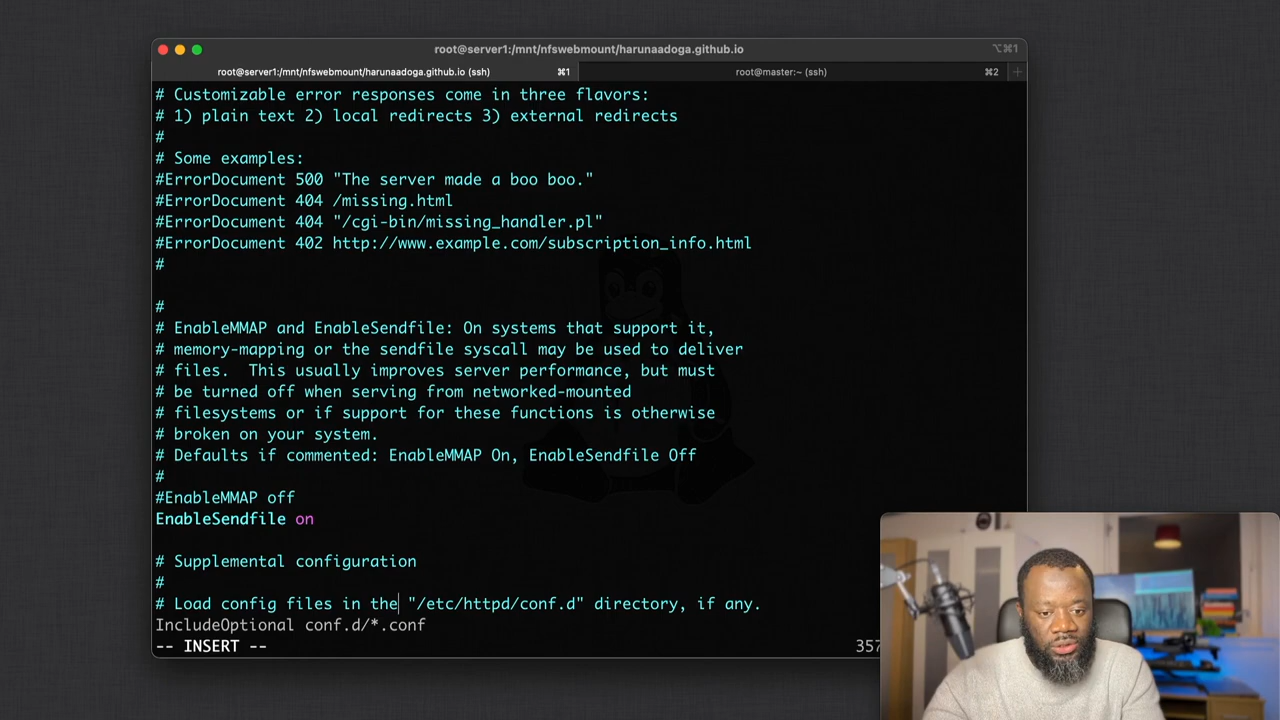 root@server1:/mnt/nfswebmount/harunaadoga.github.io
⌥⌘1
root@server1:/mnt/nfswebmount/harunaadoga.github.io (ssh)
⌘1
root@master:~ (ssh)
⌘2
+
# Customizable error responses come in three flavors:
# 1) plain text 2) local redirects 3) external redirects
#
# Some examples:
#ErrorDocument 500 "The server made a boo boo."
#ErrorDocument 404 /missing.html
#ErrorDocument 404 "/cgi-bin/missing_handler.pl"
#ErrorDocument 402 http://www.example.com/subscription_info.html
#
#
# EnableMMAP and EnableSendfile: On systems that support it,
# memory-mapping or the sendfile syscall may be used to deliver
# files.  This usually improves server performance, but must
# be turned off when serving from networked-mounted
# filesystems or if support for these functions is otherwise
# broken on your system.
# Defaults if commented: EnableMMAP On, EnableSendfile Off
#
#EnableMMAP off
EnableSendfile on
# Supplemental configuration
#
# Load config files in the "/etc/httpd/conf.d" directory, if any.
IncludeOptional conf.d/*.conf
-- INSERT --
357